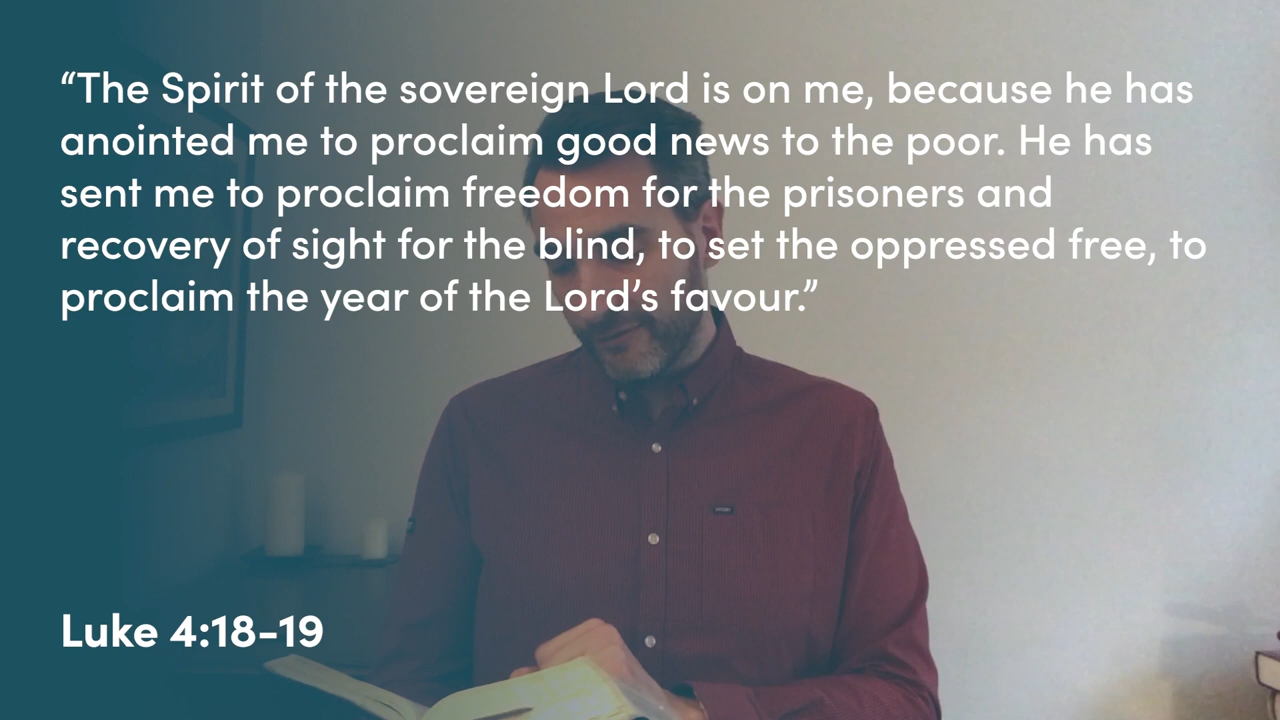 “The Spirit of the sovereign Lord is on me, because he has
anointed me to proclaim good news to the poor. He has
sent me to proclaim freedom for the prisoners and
recovery of sight for the blind, to set the oppressed free, to
proclaim the year of the Lord’s favour.”
Luke 4:18-19